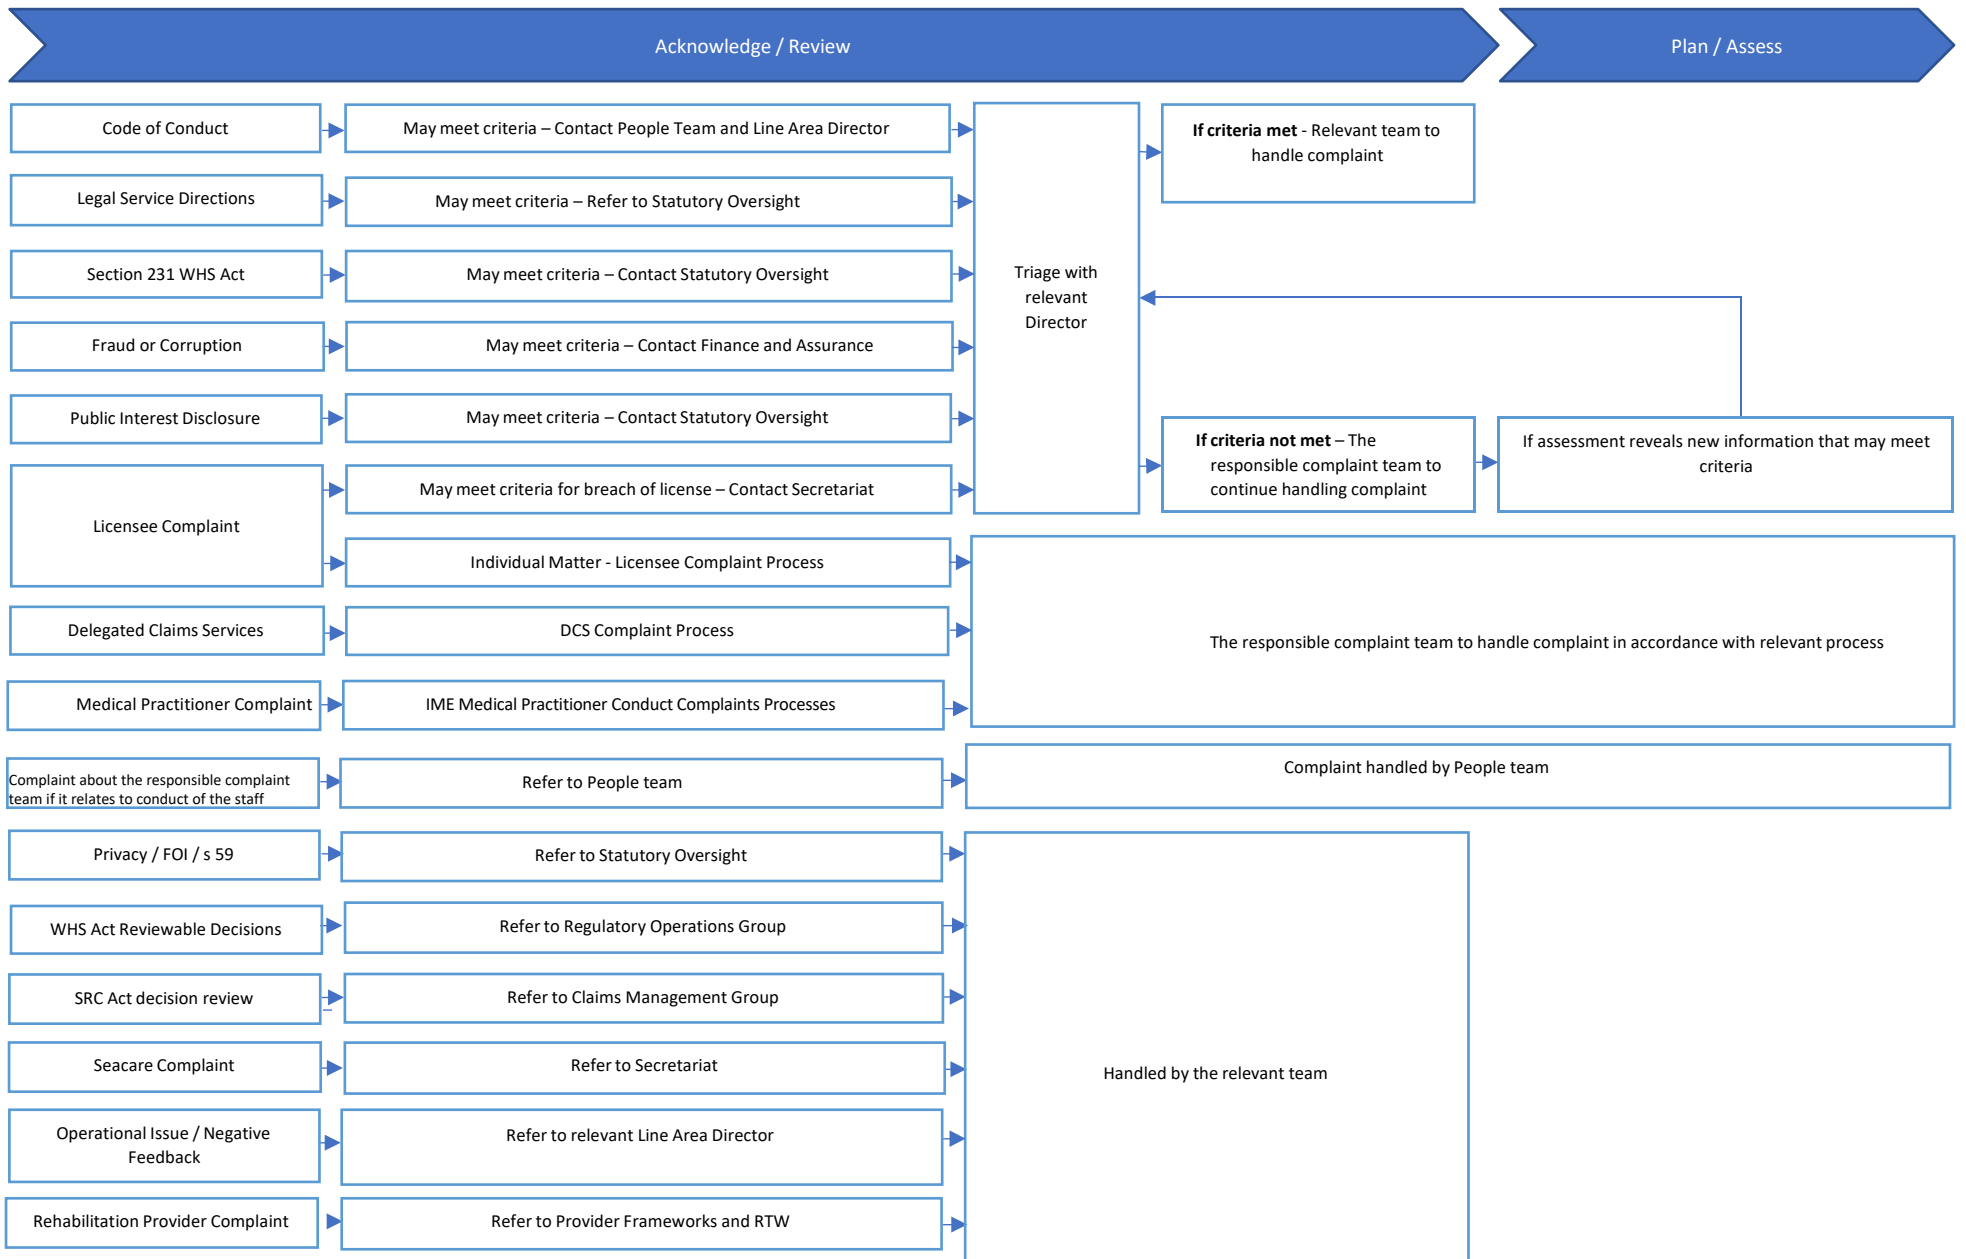 Acknowledge / Review
Plan / Assess
Code of Conduct
May meet criteria – Contact People Team and Line Area Director
Legal Service Directions
May meet criteria – Refer to Statutory Oversight
Section 231 WHS Act
May meet criteria – Contact Statutory Oversight
Fraud or Corruption
May meet criteria – Contact Finance and Assurance
Public Interest Disclosure
May meet criteria – Contact Statutory Oversight
Licensee Complaint
May meet criteria for breach of license – Contact Secretariat
Triage with
relevant
Director
If criteria met - Relevant team to
handle complaint
If criteria not met – The
responsible complaint team to
continue handling complaint
If assessment reveals new information that may meet
criteria
Individual Matter - Licensee Complaint Process
Delegated Claims Services
DCS Complaint Process
Medical Practitioner Complaint
IME Medical Practitioner Conduct Complaints Processes
The responsible complaint team to handle complaint in accordance with relevant process
Complaint about the responsible complaint
team if it relates to conduct of the staff
Refer to People team
Complaint handled by People team
Privacy / FOI / s 59
Refer to Statutory Oversight
WHS Act Reviewable Decisions
Refer to Regulatory Operations Group
SRC Act decision review
Refer to Claims Management Group
Seacare Complaint
Refer to Secretariat
Operational Issue / Negative
Feedback
Refer to relevant Line Area Director
Rehabilitation Provider Complaint
Refer to Provider Frameworks and RTW
Handled by the relevant team